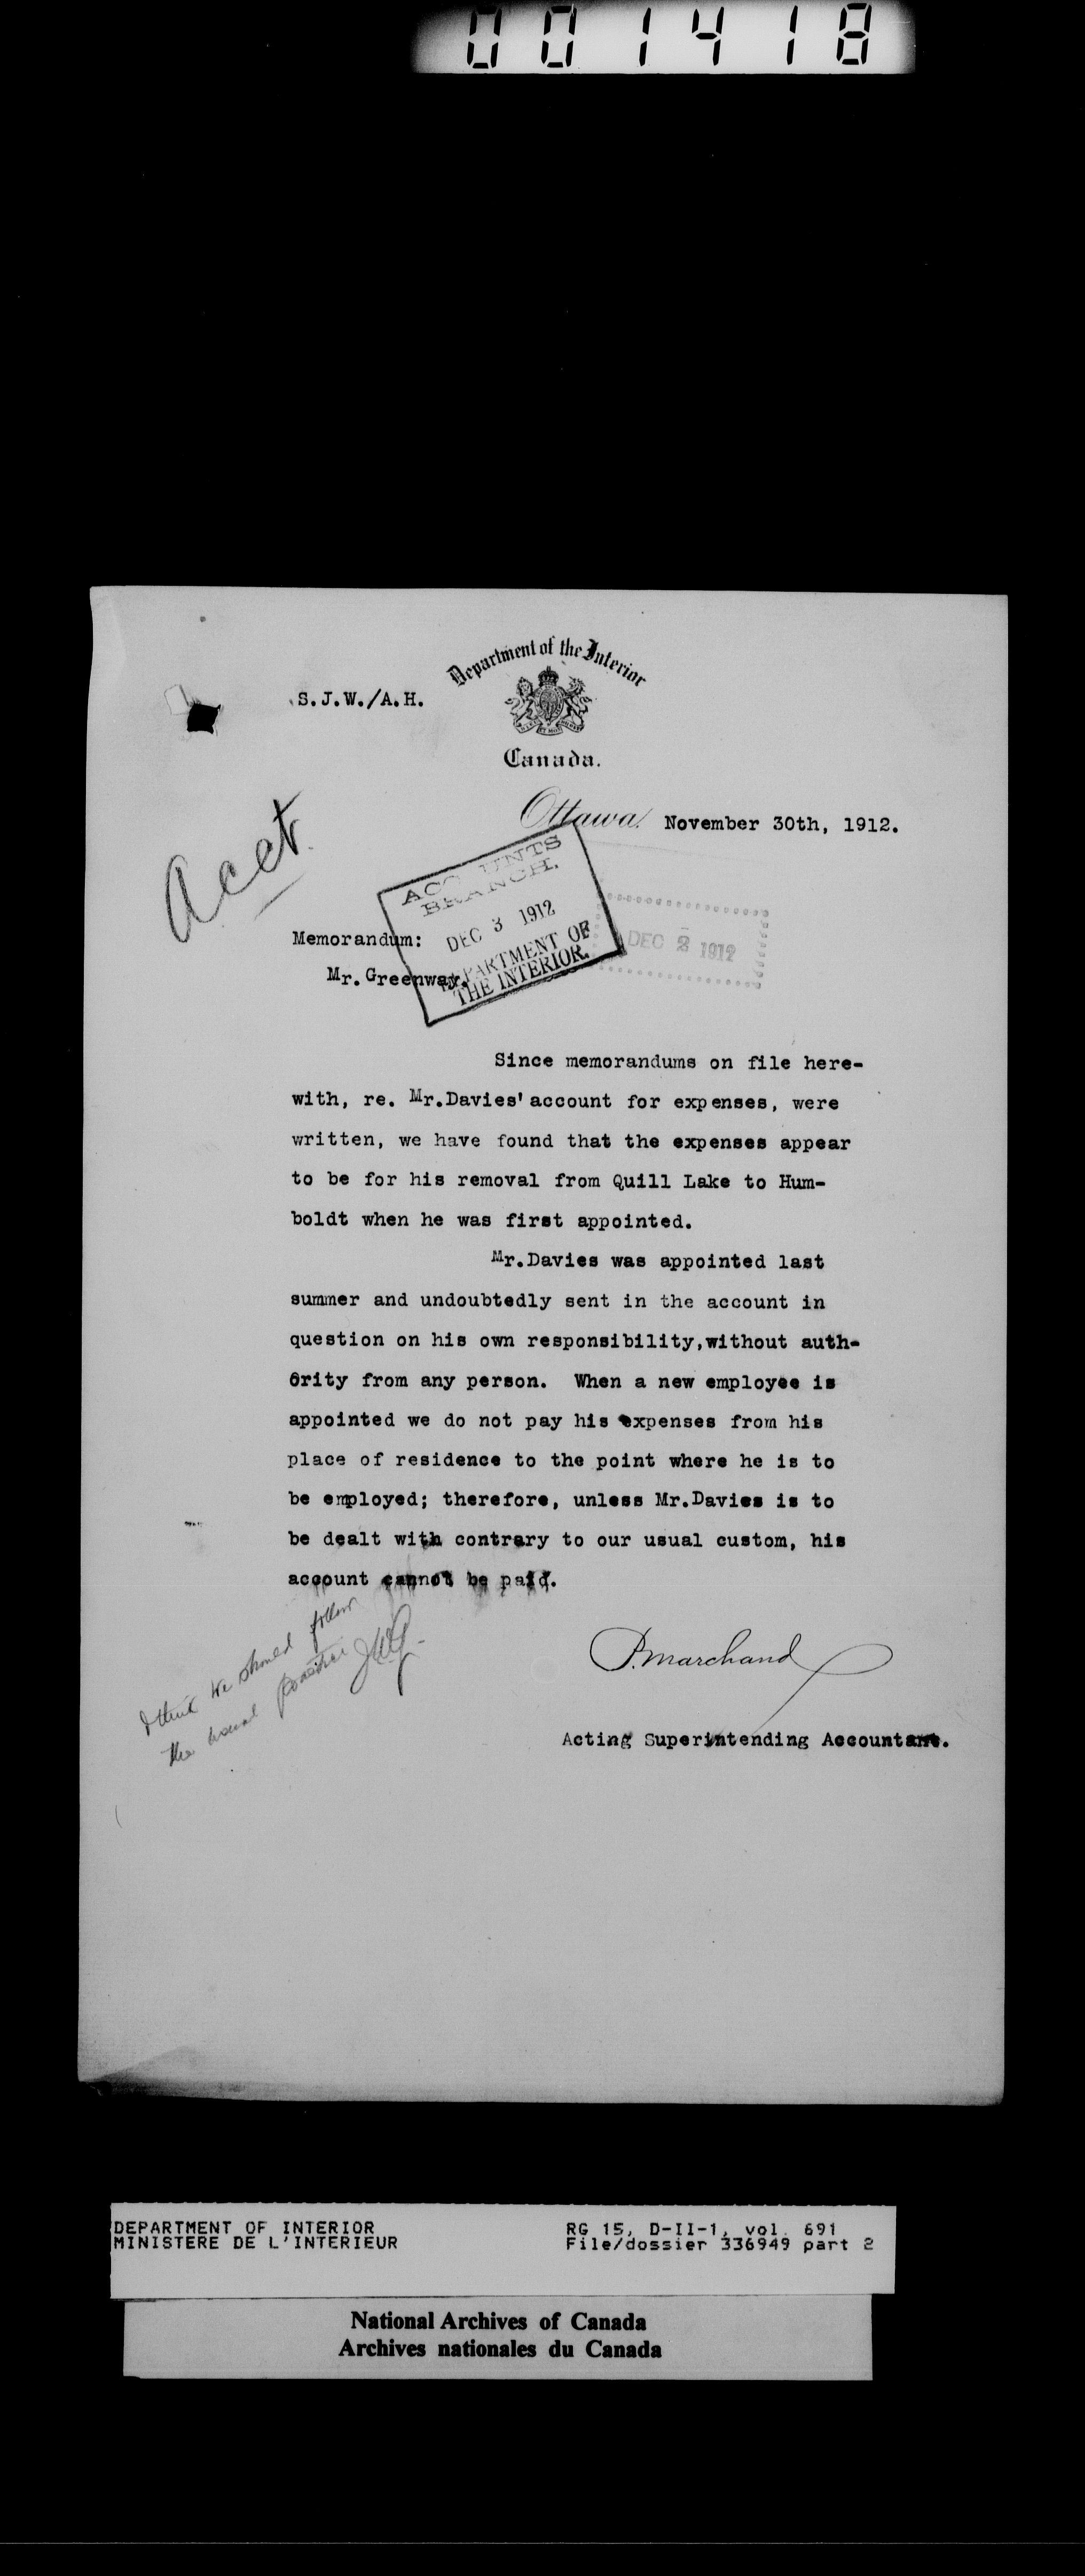 001418
Department of the Interior
S.J.W./A.H.
Canada.
Ottawa, November 30th, 1912.
Acct.
ACCOUNTS
BRANCH.
DEC 3 1912
DEPARTMENT OF
THE INTERIOR.
DEC 2 1912
Memorandum:
Mr. Greenway.
Since memorandums on file here-
with, re. Mr.Davies' account for expenses, were
written, we have found that the expenses appear
to be for his removal from Quill Lake to Hum-
boldt when he was first appointed.
Mr.Davies was appointed last
summer and undoubtedly sent in the account in
question on his own responsibility,without auth-
ority from any person. When a new employee is
appointed we do not pay his expenses from his
place of residence to the point where he is to
be employed; therefore, unless Mr.Davies is to
be dealt with contrary to our usual custom, his
account cannot be paid.
I think we should follow
the usual practice JWG
P. Marchand
Acting Superintending Accountant.
DEPARTMENT OF INTERIOR
MINISTERE DE L'INTERIEUR
RG 15, D-II-1, vol. 691
File/dossier 336949 part 2
National Archives of Canada
Archives nationales du Canada